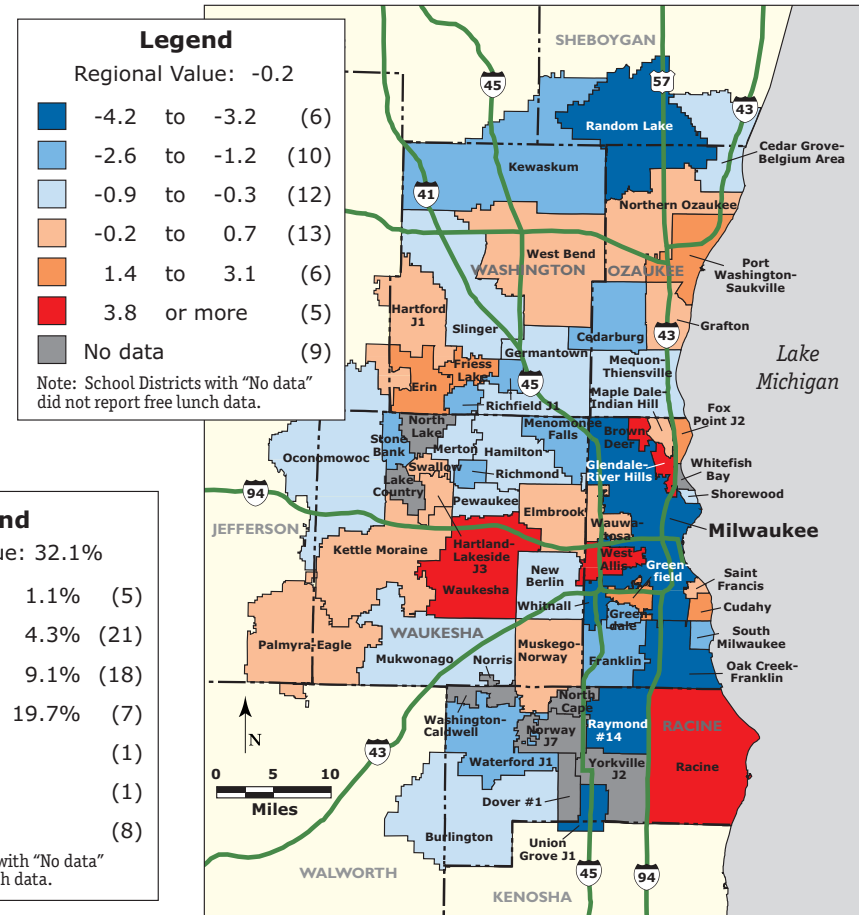 Legend
Regional Value: -0.2
-4.2 to -3.2 (6)
-2.6 to -1.2 (10)
-0.9 to -0.3 (12)
-0.2 to 0.7 (13)
1.4 to 3.1 (6)
3.8 or more (5)
No data (9)
Note: School Districts with “No data”
did not report free lunch data.
nd
ue: 32.1%
1.1% (5)
4.3% (21)
9.1% (18)
19.7% (7)
(1)
(1)
(8)
with “No data”
ch data.
SHEBOYGAN
45
57
43
Random Lake
Cedar Grove-
Belgium Area
Kewaskum
41
Northern Ozaukee
West Bend
WASHINGTON
OZAUKEE
Port
Washington-
Saukville
Hartford
J1
Slinger
Cedarburg
43
Grafton
Lake
Michigan
Germantown
Mequon-
Thiensville
Friess
Lake
Erin
45
Richfield J1
Maple Dale-
Indian Hill
Fox
Point J2
North
Lake
Menomonee
Falls
Brown
Deer
Stone
Bank
Merton
Hamilton
Oconomowoc
Glendale-
River Hills
Whitefish
Bay
Swallow
Richmond
Lake
Country
Shorewood
94
Pewaukee
Elmbrook
Wauwa-
tosa
Milwaukee
JEFFERSON
Kettle Moraine
Hartland-
Lakeside
J3
West
Allis
Green-
field
New
Berlin
Waukesha
Saint
Francis
Whitnall
Green
dale
Cudahy
WAUKESHA
South
Milwaukee
Palmyra-Eagle
Mukwonago
Norris
Muskego-
Norway
Franklin
Oak Creek-
Franklin
North
Cape
Washington-
Caldwell
Norway
J7
Raymond
#14
RACINE
N
43
Waterford J1
Yorkville
J2
Racine
0 5 10
Miles
Dover #1
Burlington
Union
Grove J1
WALWORTH
45
94
KENOSHA